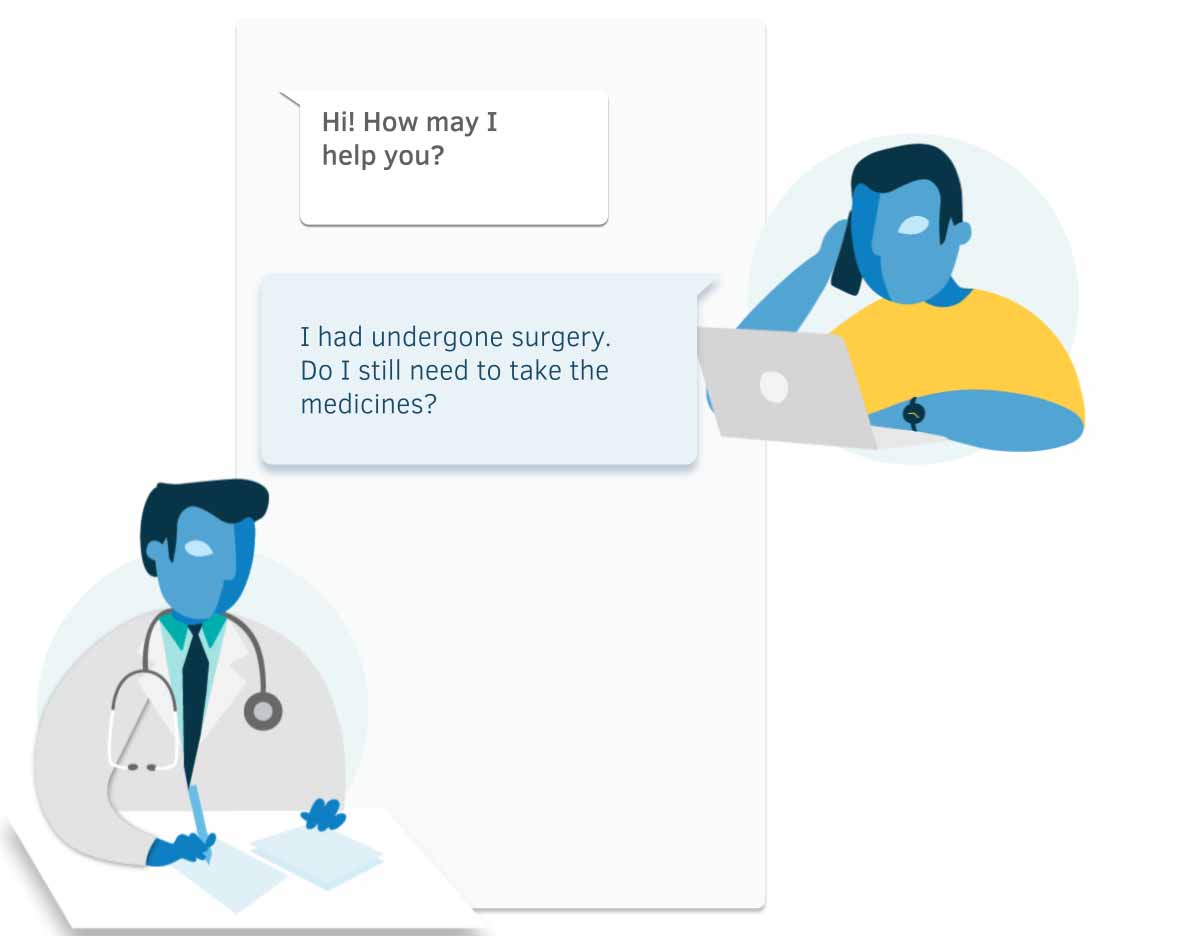 Hi! How may I
help you?
I had undergone surgery.
Do I still need to take the
medicines?